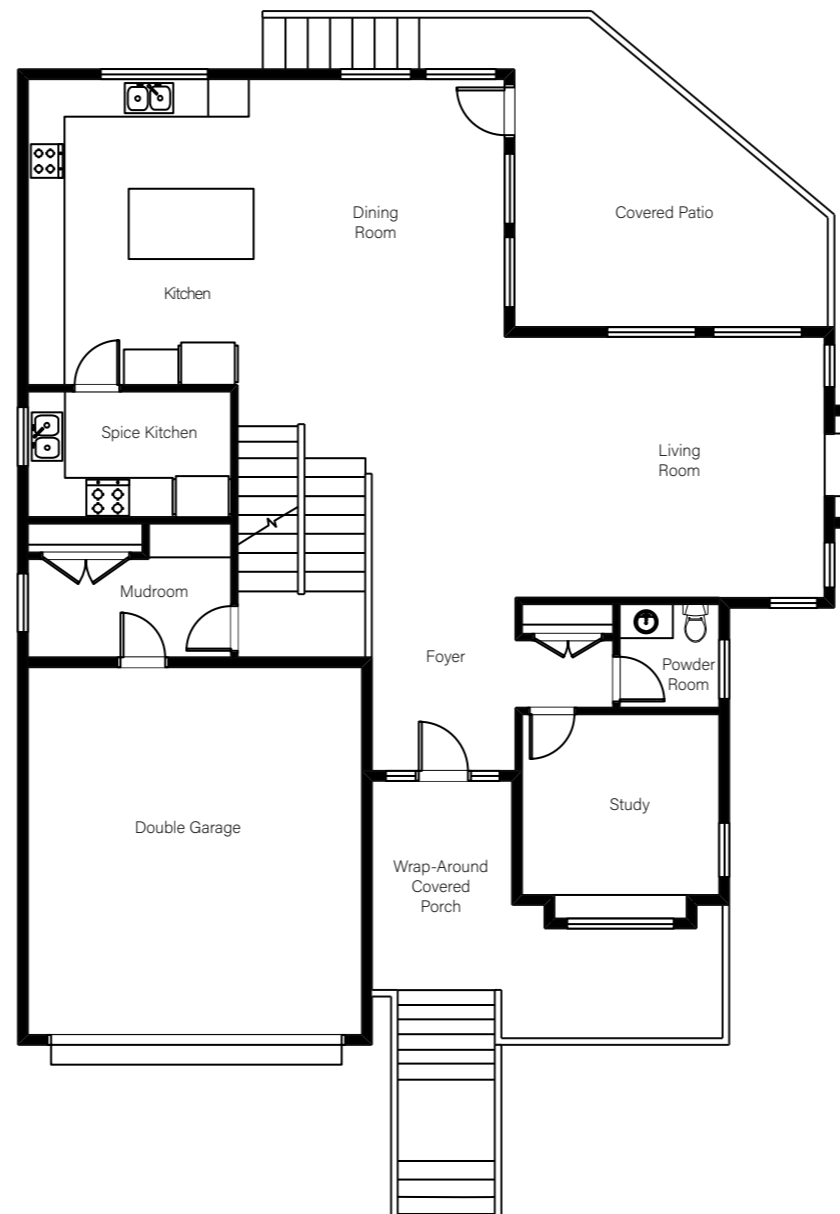 Dining
Room
Covered Patio
Kitchen
Spice Kitchen
Living
Room
Mudroom
Foyer
Powder
Room
Study
Double Garage
Wrap-Around
Covered
Porch